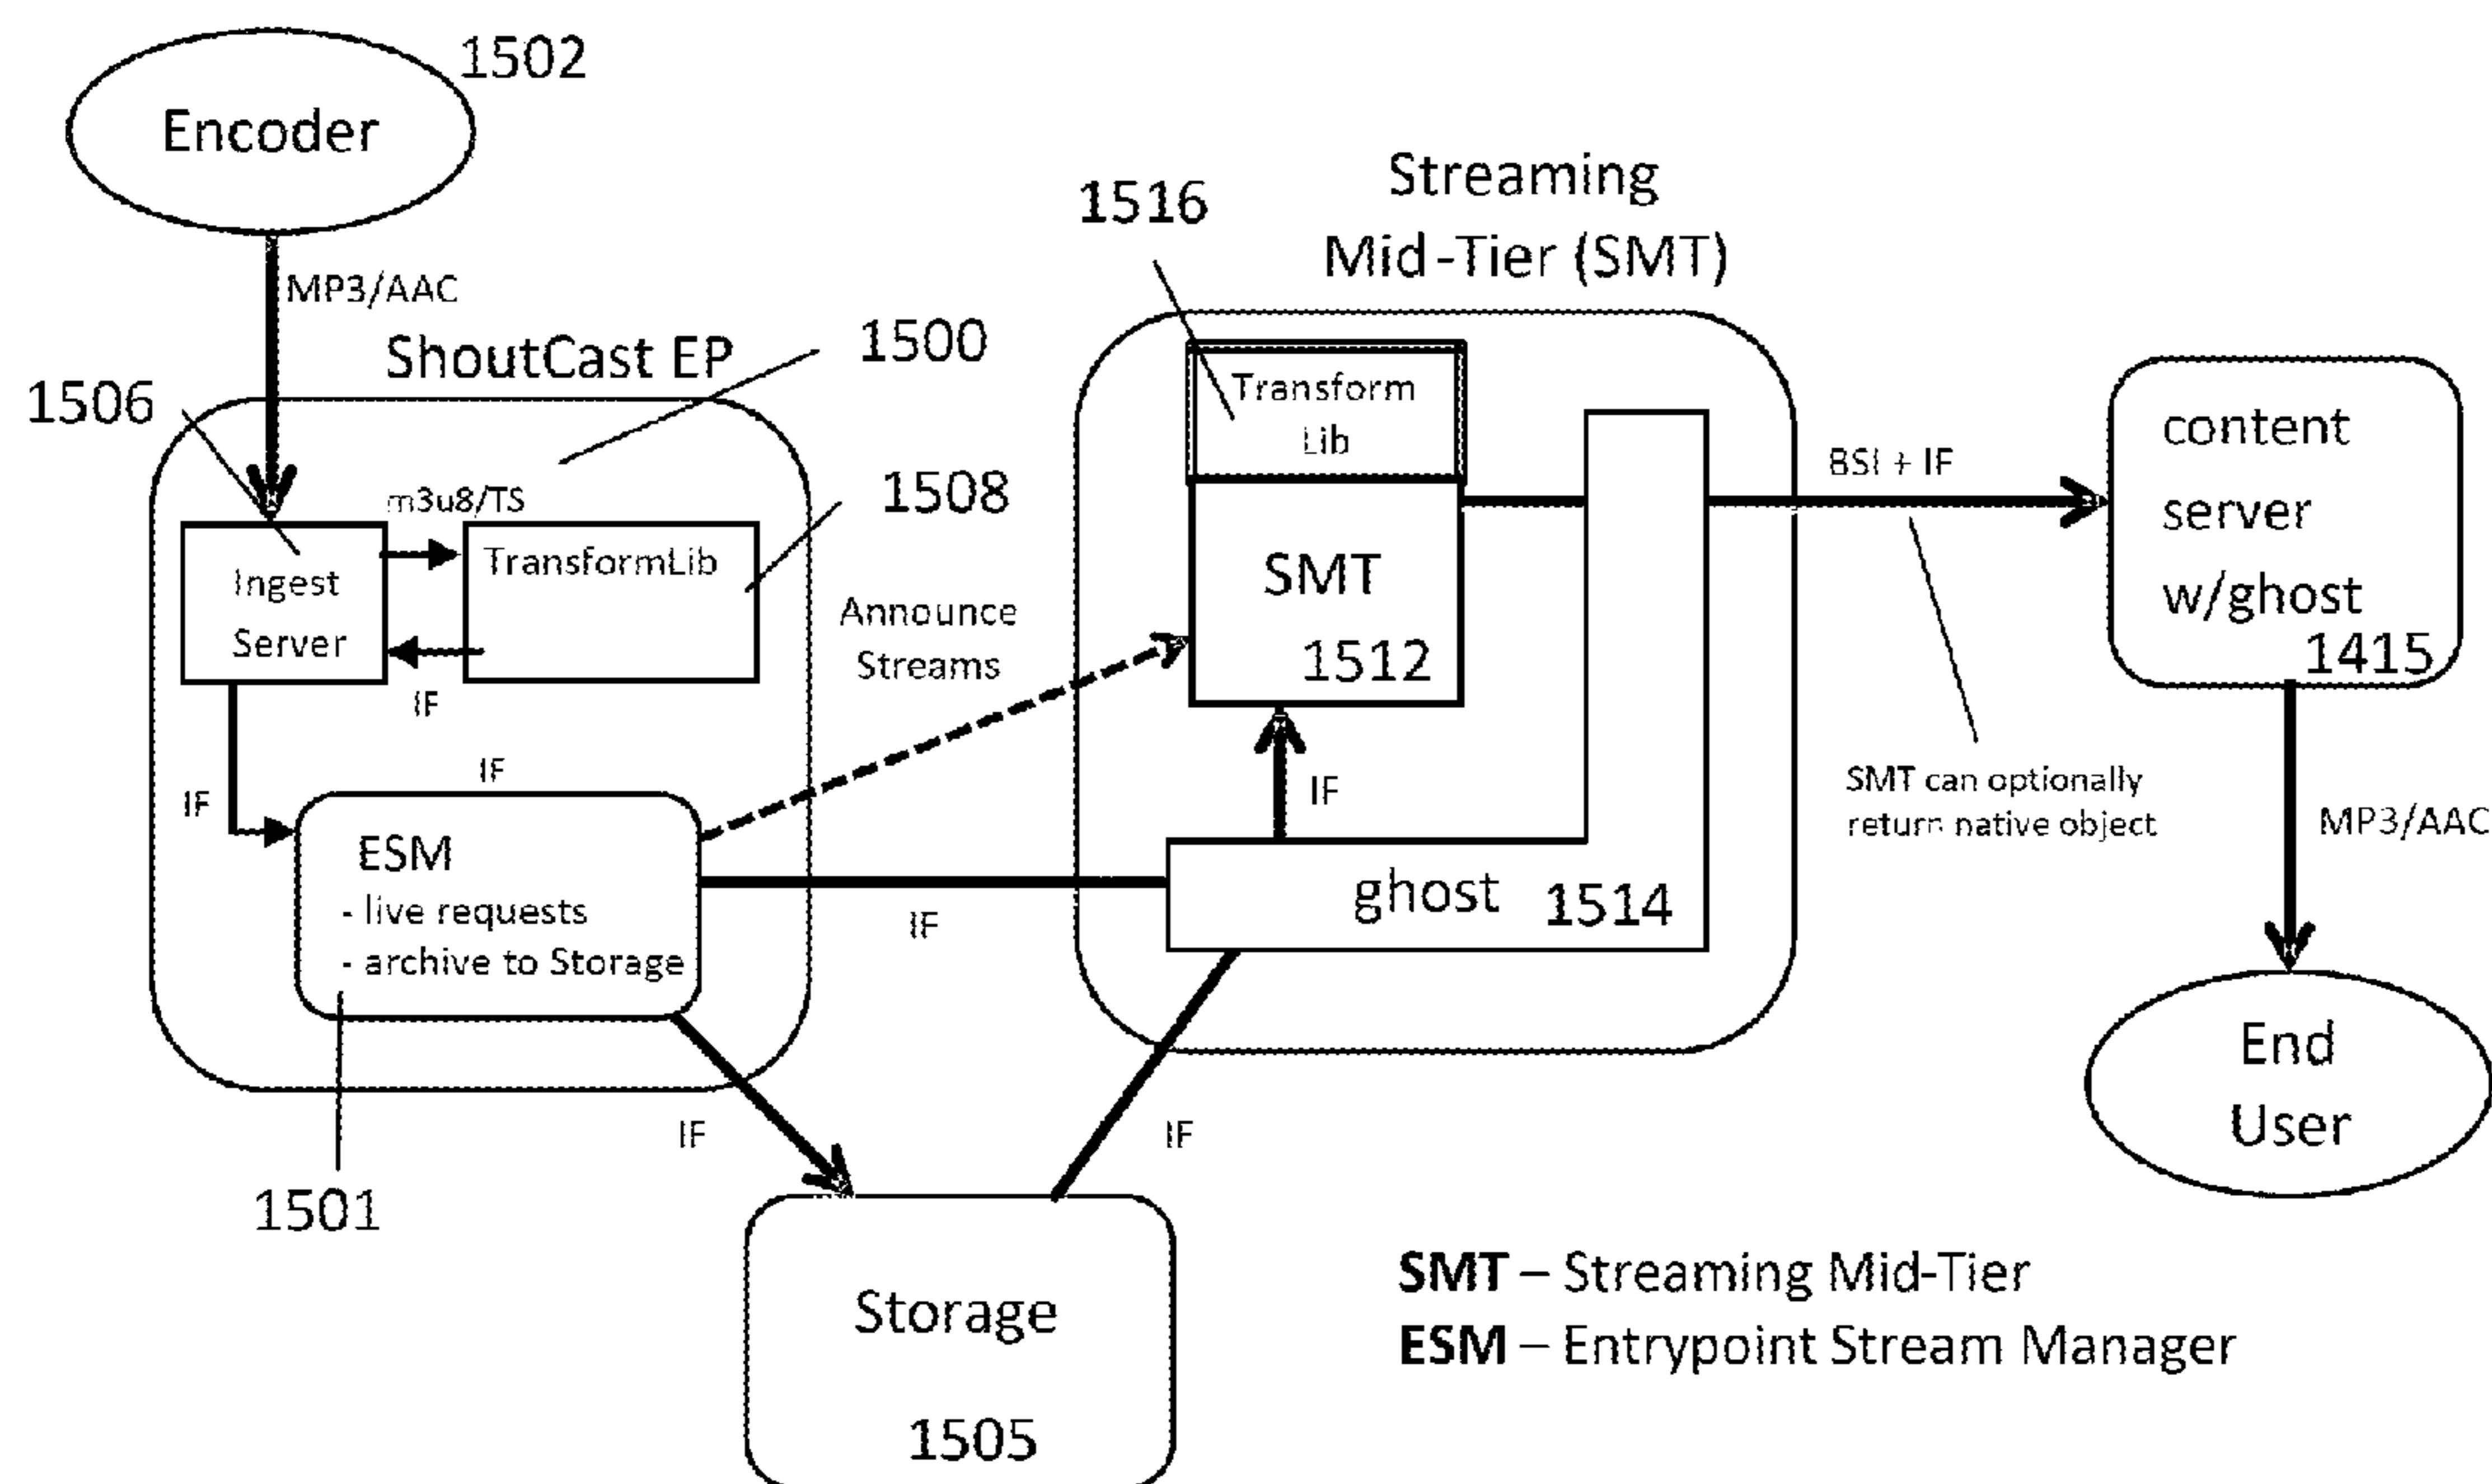 1502
Encoder
MP3/AAC
ShoutCast EP
1500
1506
1508
m3u8/TS
Ingest
Server
TransformLib
IF
IF
IF
ESM
- live requests
- archive to Storage
1501
Announce
Streams
IF
IF
Storage
1505
IF
Streaming
Mid-Tier (SMT)
1516
Transform
Lib
SMT
1512
IF
ghost 1514
BSI + IF
SMT can optionally
return native object
content
server
w/ghost
1415
MP3/AAC
End
User
SMT – Streaming Mid-Tier
ESM – Entrypoint Stream Manager